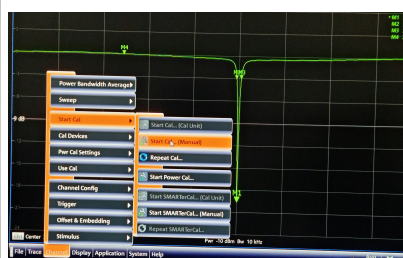 M1
M2
M3
M4
M4
M1
Power Bandwidth Average
Sweep
Start Cal
Cal Devices
Pwr Cal Settings
Use Cal
Channel Config
Trigger
Offset & Embedding
Stimulus
Start Cal... (Cal Unit)
Start Cal... (Manual)
Repeat Cal...
Start Power Cal...
Start SMARTerCal... (Cal Unit)
Start SMARTerCal... (Manual)
Repeat SMARTerCal...
Center
Pwr -10 dBm Bw 10 kHz
File Trace Channel Display Application System Help